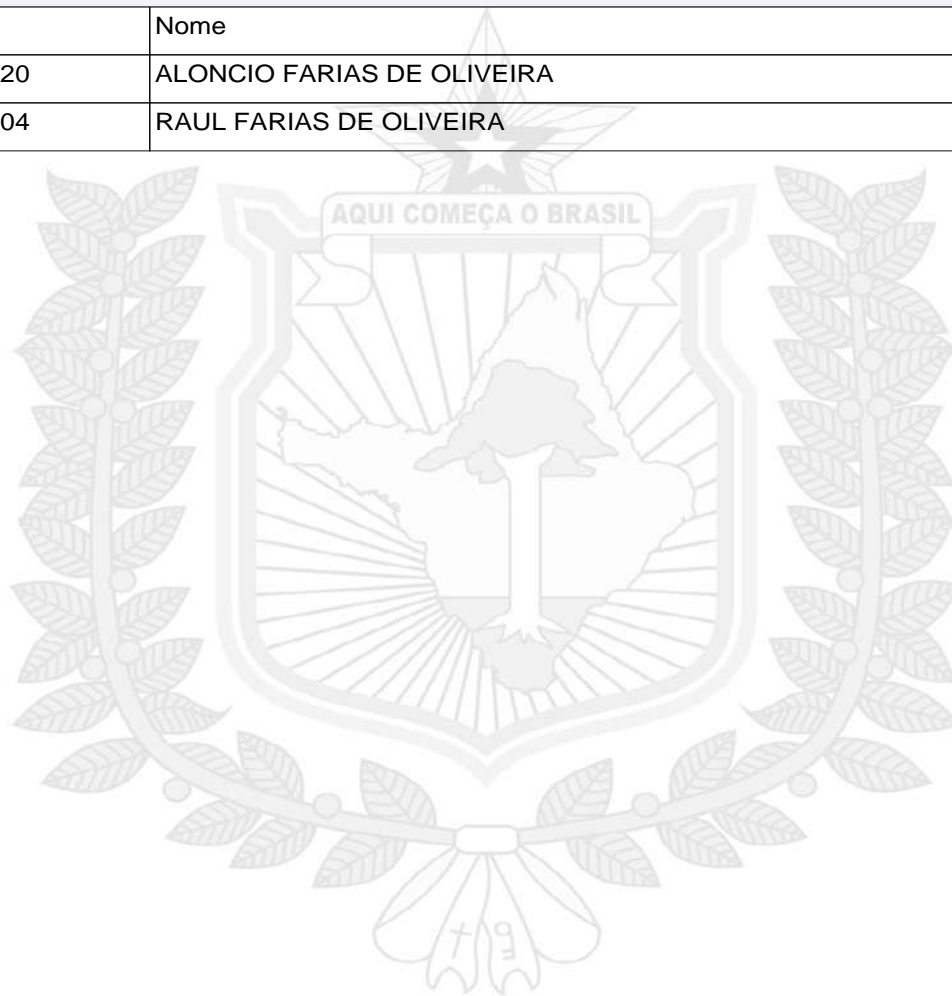 Nome
20 ALONCIO FARIAS DE OLIVEIRA
04 RAUL FARIAS DE OLIVEIRA
AQUI COMEÇA O BRASIL